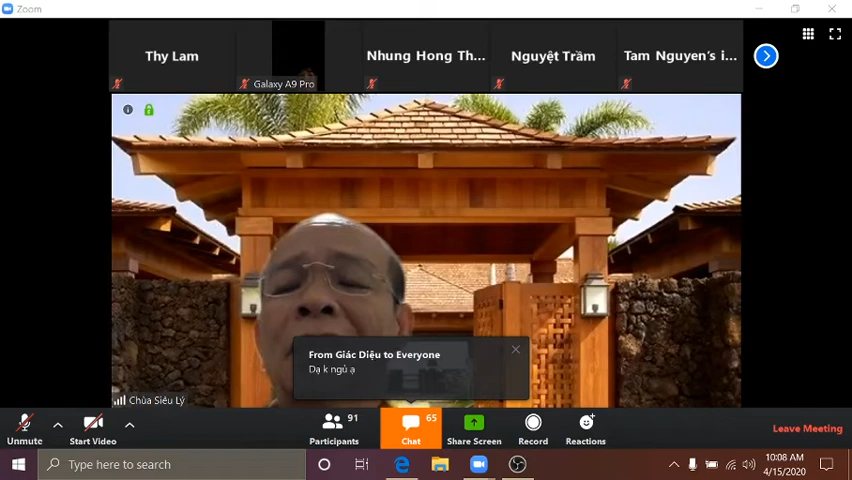 Zoom
Thy Lam
Galaxy A9 Pro
Nhung Hong Th...
Nguyệt Trầm
Tam Nguyen's i...
From Giác Diệu to Everyone
Dạ k ngủ ạ
Chùa Siêu Lý
Unmute
Start Video
91
Participants
65
Chat
Share Screen
Record
Reactions
Leave Meeting
Type here to search
10:08 AM
4/15/2020